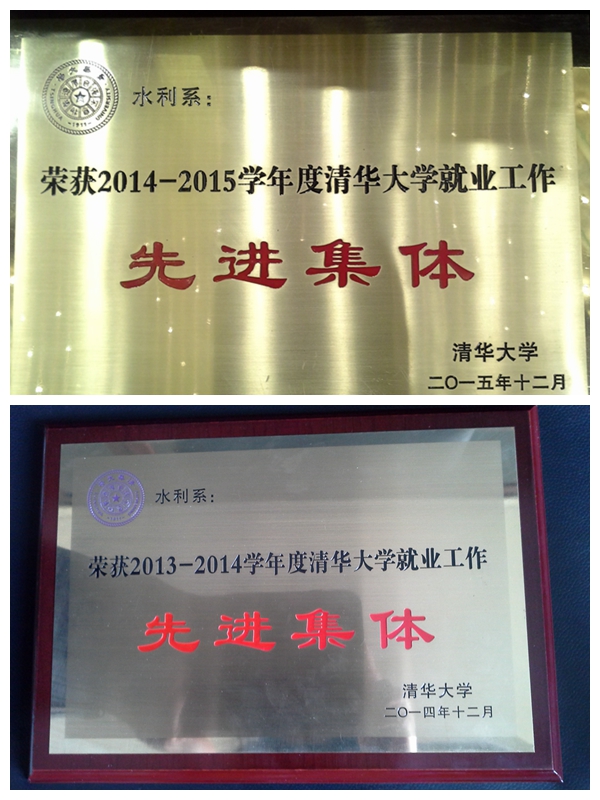 水利系：
荣获2014-2015学年度清华大学就业工作
先进集体
清华大学
二〇一五年十二月
水利系：
荣获2013-2014学年度清华大学就业工作
先进集体
清华大学
二〇一四年十二月